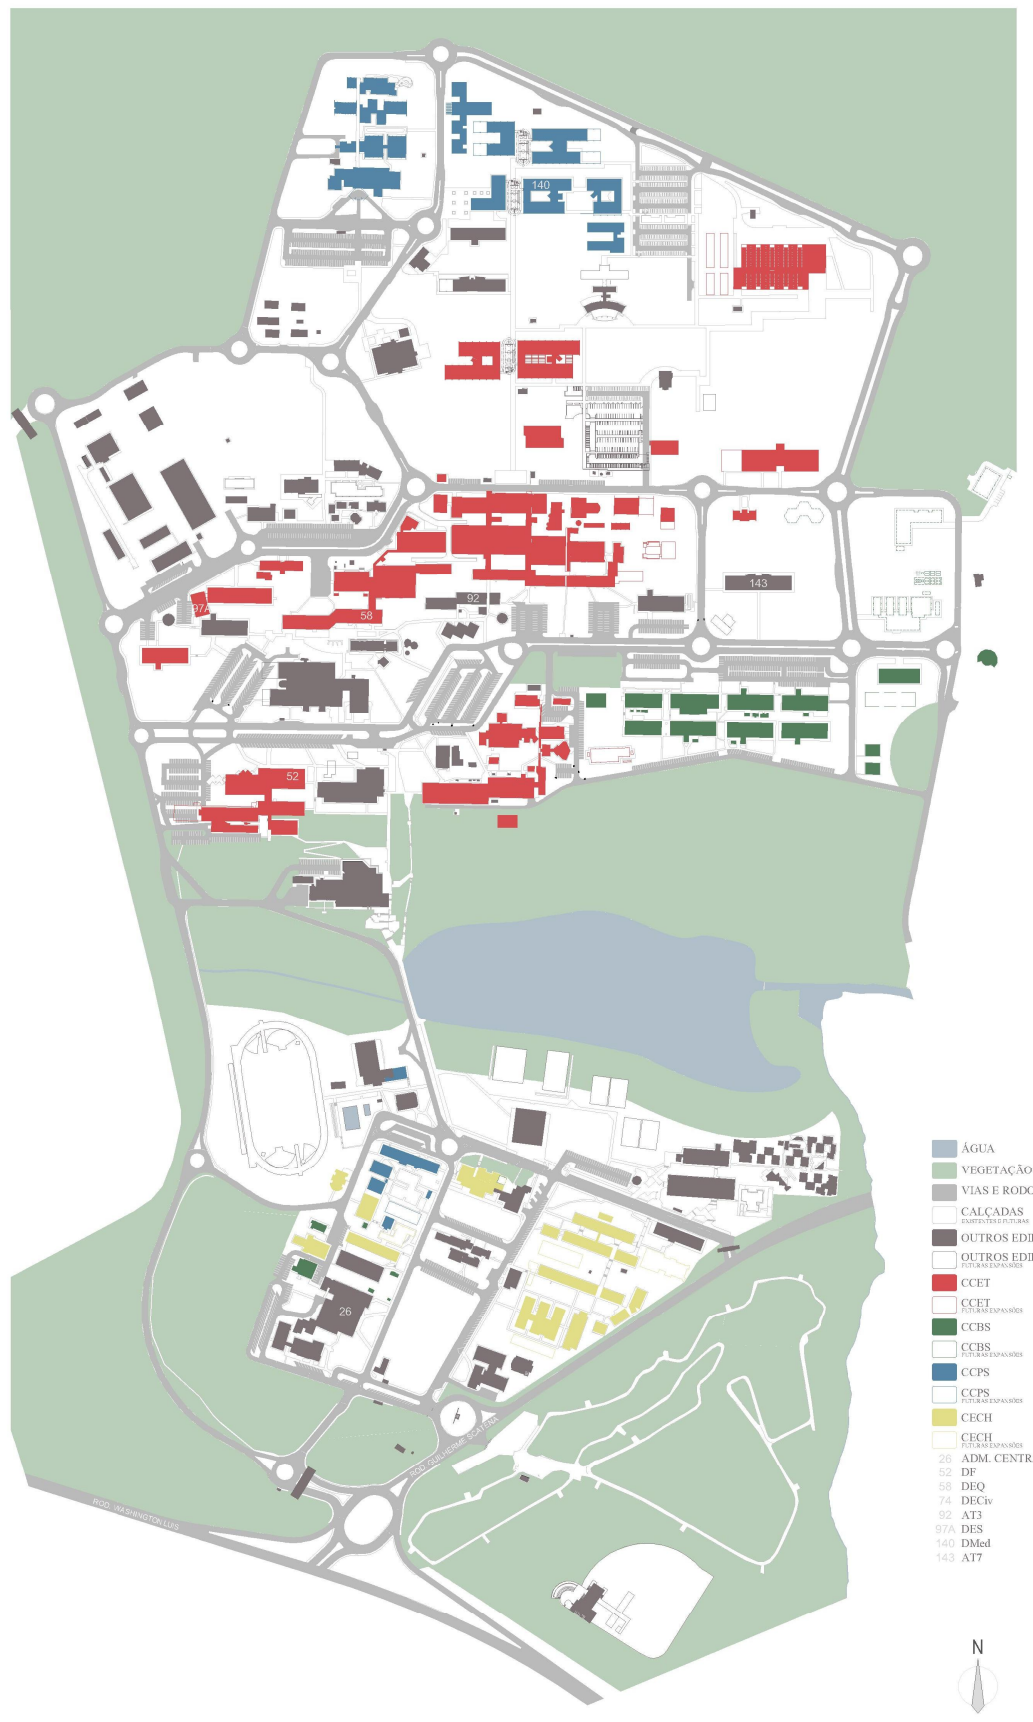 140
143
92
97A
58
52
26
ROD. GUILHERME SCATENA
ROD. WASHINGTON LUIS
ÁGUA
VEGETAÇÃO
VIAS E RODO
CALÇADAS
EXISTENTES E FUTURAS
OUTROS EDI
OUTROS EDI
FUTURAS EXPANSÕES
CCET
CCET
FUTURAS EXPANSÕES
CCBS
CCBS
FUTURAS EXPANSÕES
CCPS
CCPS
FUTURAS EXPANSÕES
CECH
CECH
FUTURAS EXPANSÕES
26 ADM. CENTR
52 DF
58 DEQ
74 DECiv
92 AT3
97A DES
140 DMed
143 AT7
N